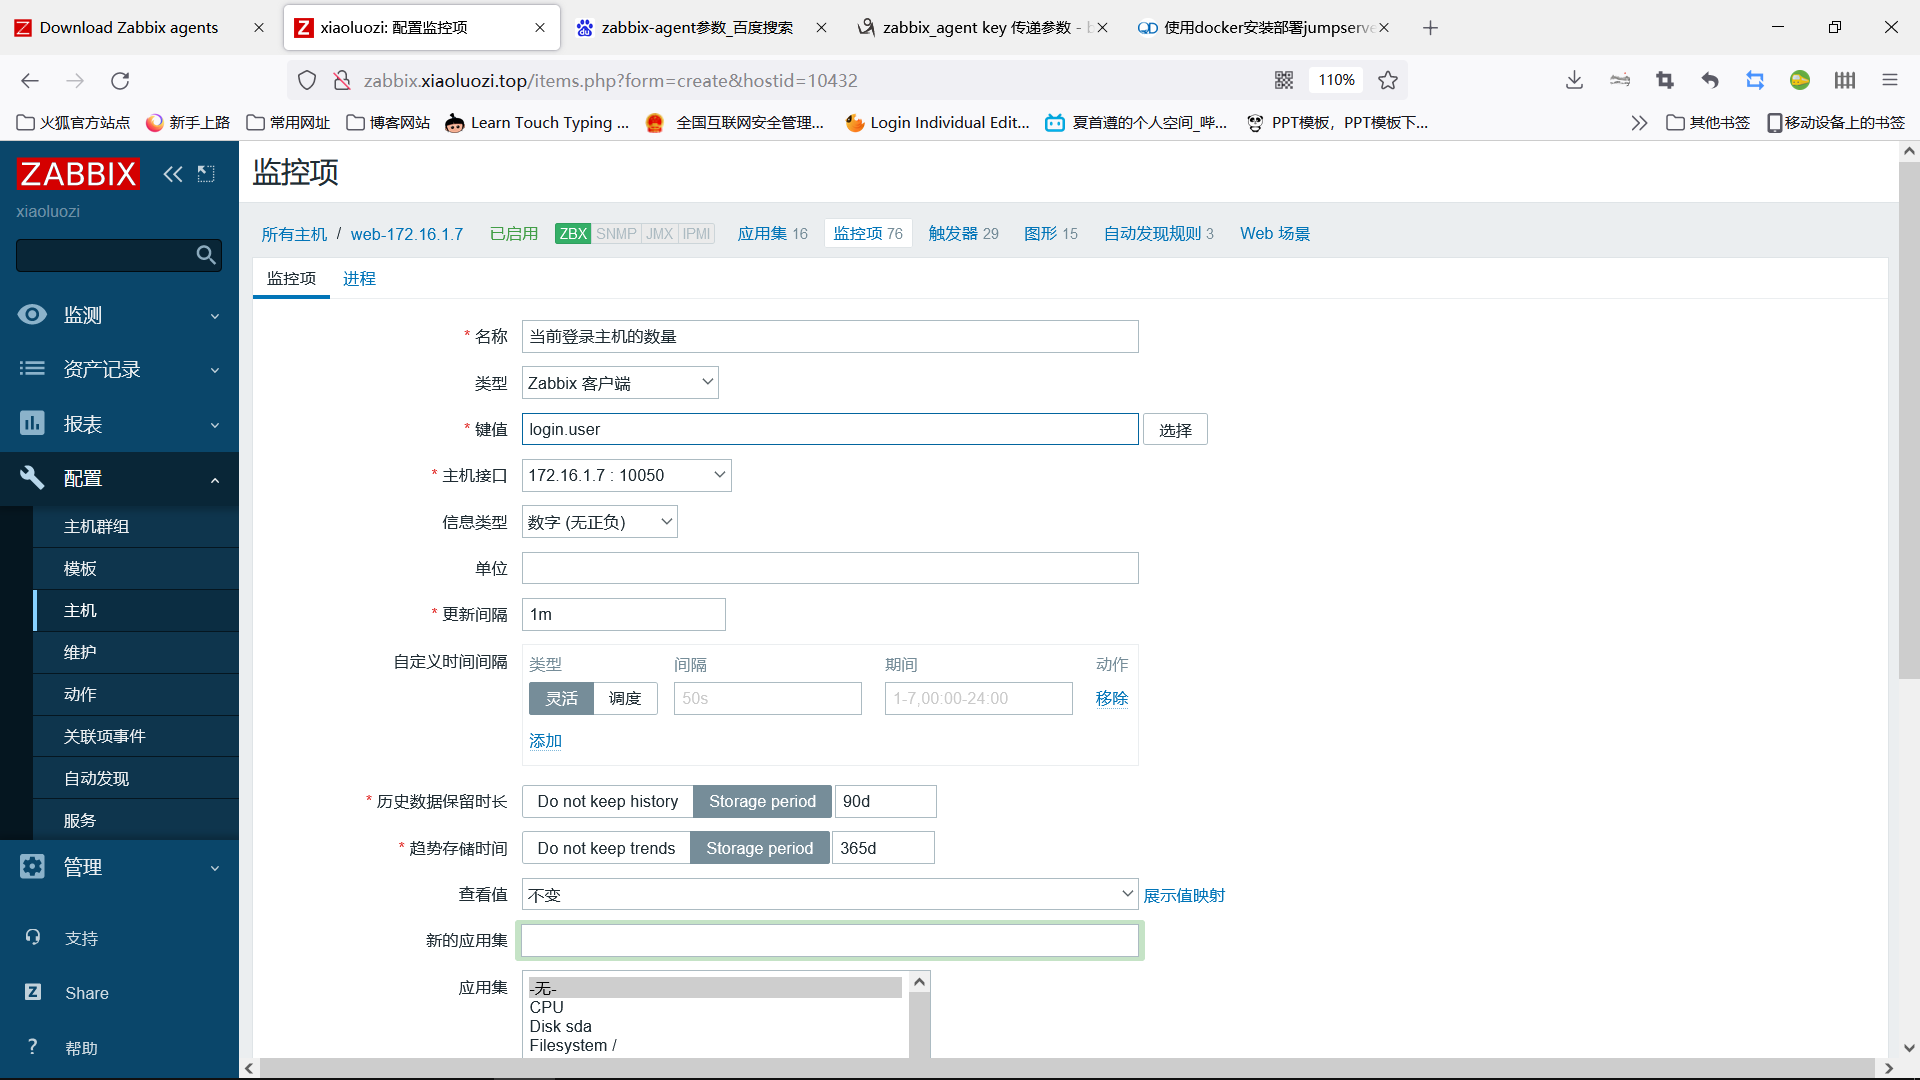 Download Zabbix agents
xiaoluozi: 配置监控项
zabbix-agent参数_百度搜索
zabbix_agent key 传递参数 - b
使用docker安装部署jumpserve
zabbix.xiaoluozi.top/items.php?form=create&hostid=10432
110%
火狐官方站点
新手上路
常用网址
博客网站
Learn Touch Typing ...
全国互联网安全管理...
Login Individual Edit...
夏首遵的个人空间_哔...
PPT模板，PPT模板下...
其他书签
移动设备上的书签
ZABBIX
xiaoluozi
监测
资产记录
报表
配置
主机群组
模板
主机
维护
动作
关联项事件
自动发现
服务
管理
支持
Share
帮助
监控项
所有主机 / web-172.16.1.7 已启用 ZBX SNMP JMX IPMI 应用集 16 监控项 76 触发器 29 图形 15 自动发现规则 3 Web 场景
监控项 进程
* 名称 当前登录主机的数量
类型 Zabbix 客户端
* 键值 login.user 选择
* 主机接口 172.16.1.7 : 10050
信息类型 数字 (无正负)
单位
* 更新间隔 1m
自定义时间间隔 类型 间隔 期间 动作
灵活 调度 50s 1-7,00:00-24:00 移除
添加
* 历史数据保留时长 Do not keep history Storage period 90d
* 趋势存储时间 Do not keep trends Storage period 365d
查看值 不变 展示值映射
新的应用集
应用集 -无-
CPU
Disk sda
Filesystem /